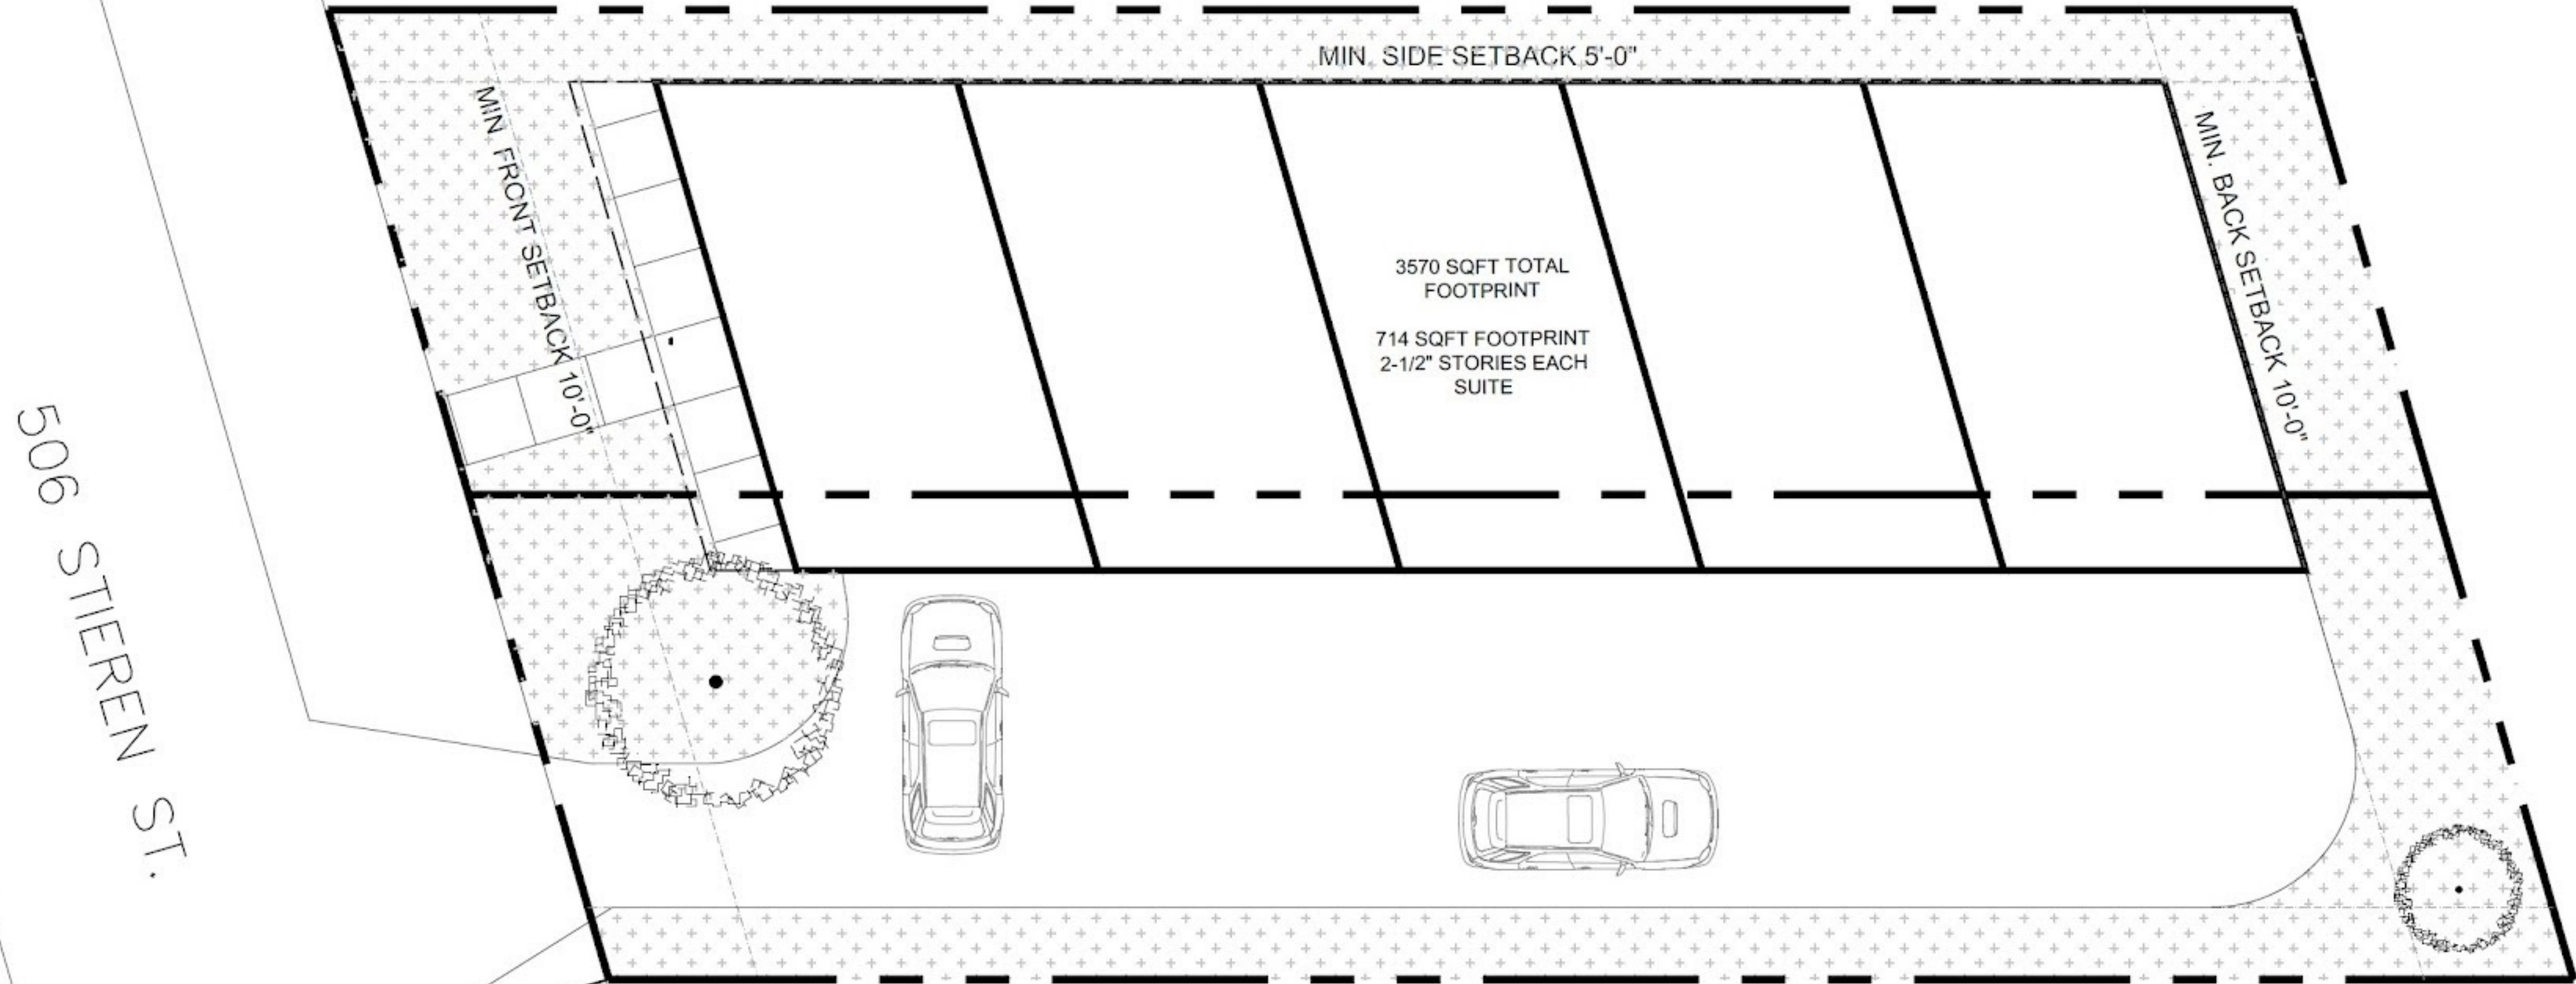 MIN. SIDE SETBACK 5'-0"
MIN. FRONT SETBACK 10'-0"
MIN. BACK SETBACK 10'-0"
3570 SQFT TOTAL
FOOTPRINT
714 SQFT FOOTPRINT
2-1/2" STORIES EACH
SUITE
506 STIEREN ST.